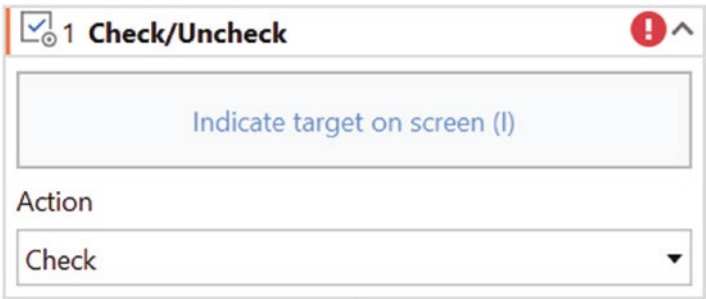 1 Check/Uncheck
Indicate target on screen (I)
Action
Check